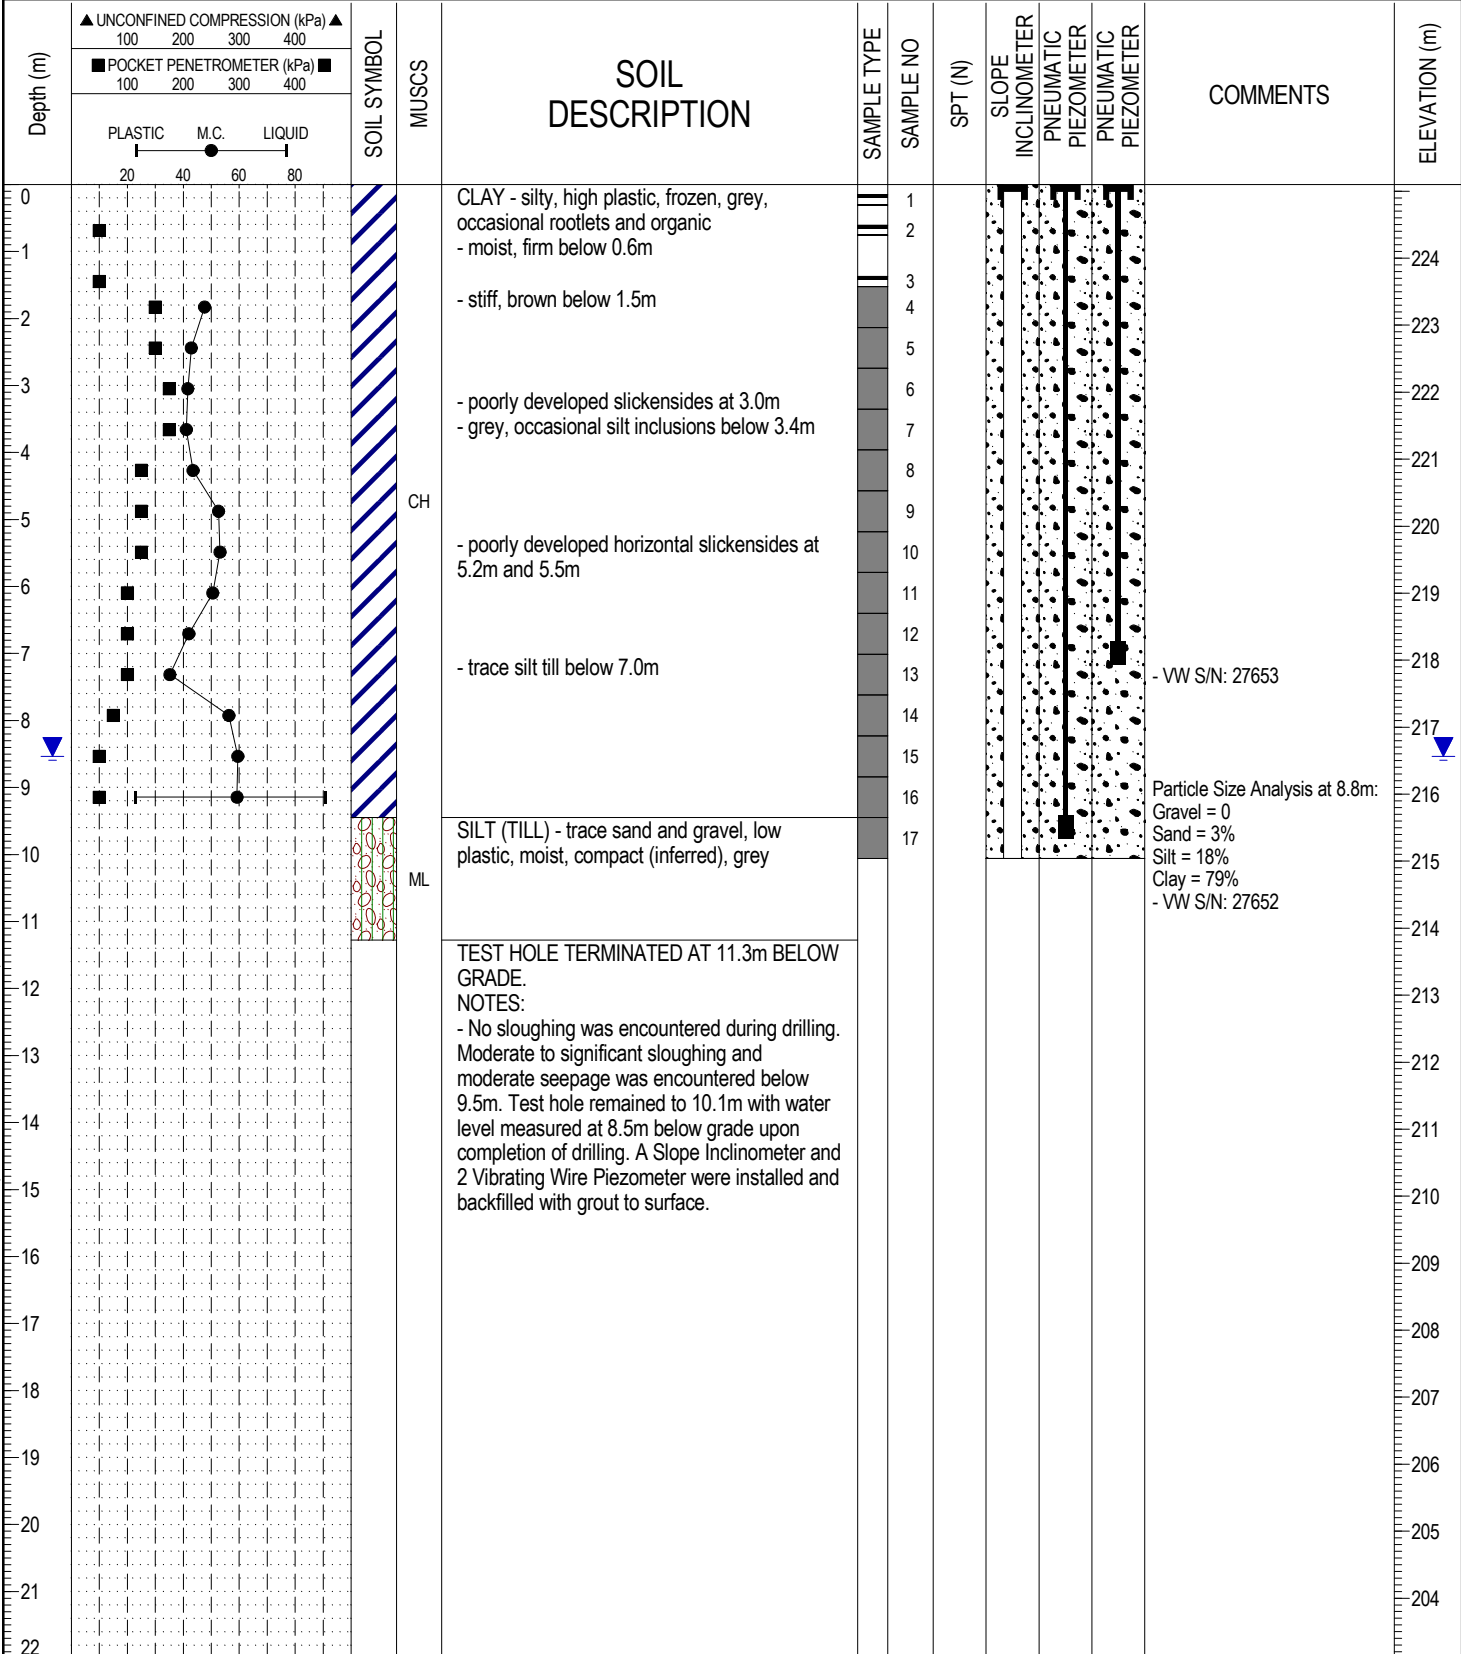 Depth (m)
▲ UNCONFINED COMPRESSION (kPa) ▲
100 200 300 400
■ POCKET PENETROMETER (kPa) ■
100 200 300 400
PLASTIC M.C. LIQUID
20 40 60 80
SOIL SYMBOL
MUSCS
SOIL
DESCRIPTION
SAMPLE TYPE
SAMPLE NO
SPT (N)
SLOPE
INCLINOMETER
PNEUMATIC
PIEZOMETER
PNEUMATIC
PIEZOMETER
COMMENTS
ELEVATION (m)
0
1
2
3
4
5
6
7
8
9
10
11
12
13
14
15
16
17
18
19
20
21
22
CH
ML
CLAY - silty, high plastic, frozen, grey,
occasional rootlets and organic
- moist, firm below 0.6m
- stiff, brown below 1.5m
- poorly developed slickensides at 3.0m
- grey, occasional silt inclusions below 3.4m
- poorly developed horizontal slickensides at
5.2m and 5.5m
- trace silt till below 7.0m
SILT (TILL) - trace sand and gravel, low
plastic, moist, compact (inferred), grey
TEST HOLE TERMINATED AT 11.3m BELOW
GRADE.
NOTES:
- No sloughing was encountered during drilling.
Moderate to significant sloughing and
moderate seepage was encountered below
9.5m. Test hole remained to 10.1m with water
level measured at 8.5m below grade upon
completion of drilling. A Slope Inclinometer and
2 Vibrating Wire Piezometer were installed and
backfilled with grout to surface.
1
2
3
4
5
6
7
8
9
10
11
12
13
14
15
16
17
- VW S/N: 27653
Particle Size Analysis at 8.8m:
Gravel = 0
Sand = 3%
Silt = 18%
Clay = 79%
- VW S/N: 27652
224
223
222
221
220
219
218
217
216
215
214
213
212
211
210
209
208
207
206
205
204